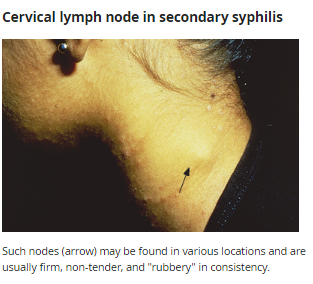 Cervical lymph node in secondary syphilis
Such nodes (arrow) may be found in various locations and are
usually firm, non-tender, and "rubbery" in consistency.